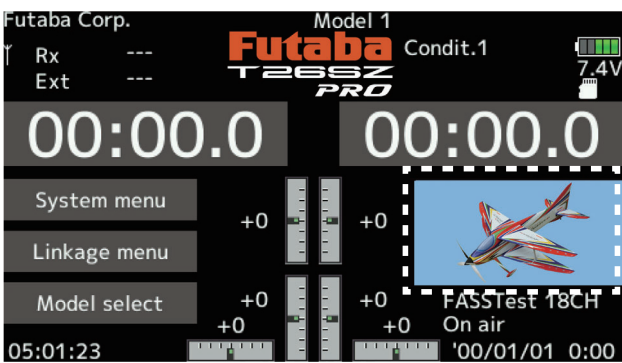 Futaba Corp.
Model 1
Rx ---
Ext ---
Futaba
T26SZ
PRO
Condit.1
7.4V
00:00.0
00:00.0
System menu
Linkage menu
Model select
+0
+0
+0
+0
+0
+0
FASSTest 18CH
On air
05:01:23
'00/01/01 0:00